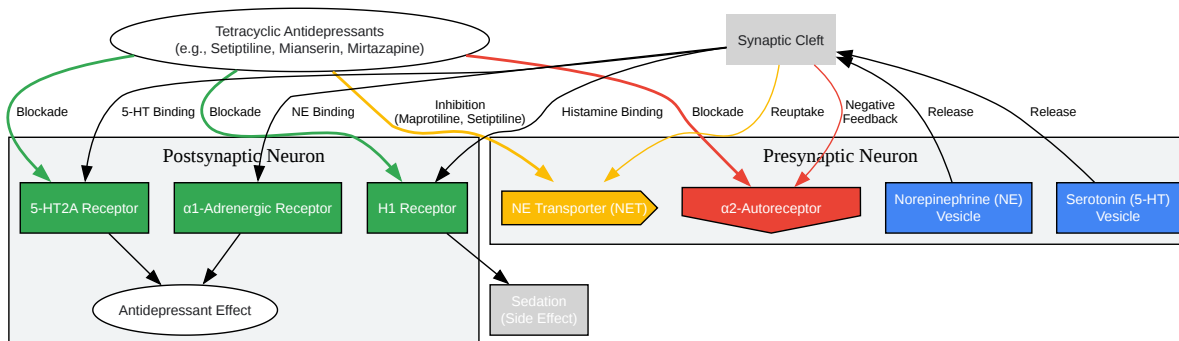 Tetracyclic Antidepressants
(e.g., Setiptiline, Mianserin, Mirtazapine)
Synaptic Cleft
Blockade
5-HT Binding
Blockade
NE Binding
Inhibition
(Maprotiline, Setiptiline)
Histamine Binding
Blockade
Reuptake
Negative
Feedback
Release
Release
Postsynaptic Neuron
Presynaptic Neuron
5-HT2A Receptor
α1-Adrenergic Receptor
H1 Receptor
NE Transporter (NET)
α2-Autoreceptor
Norepinephrine (NE)
Vesicle
Serotonin (5-HT)
Vesicle
Antidepressant Effect
Sedation
(Side Effect)